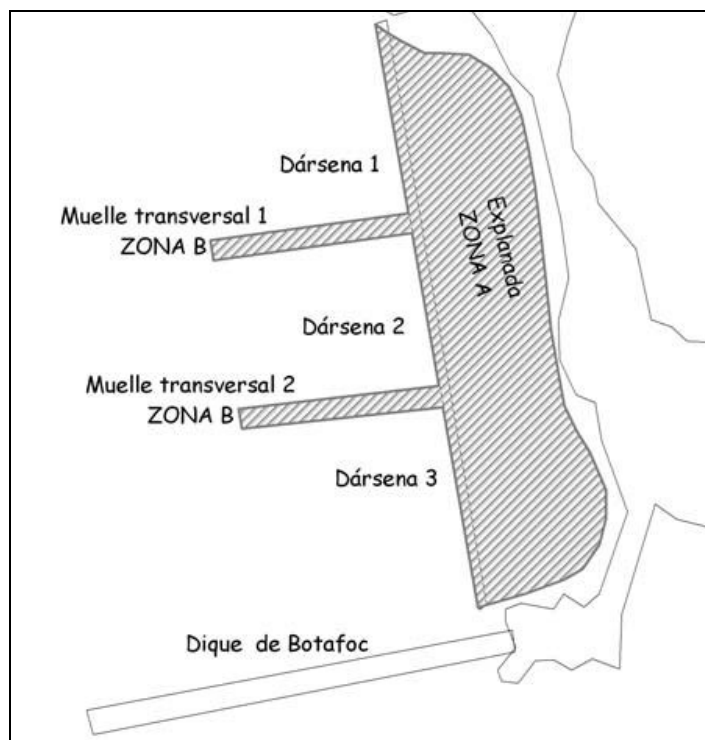 Dársena 1
Muelle transversal 1
ZONA B
Explanada
ZONA A
Dársena 2
Muelle transversal 2
ZONA B
Dársena 3
Dique de Botafoc